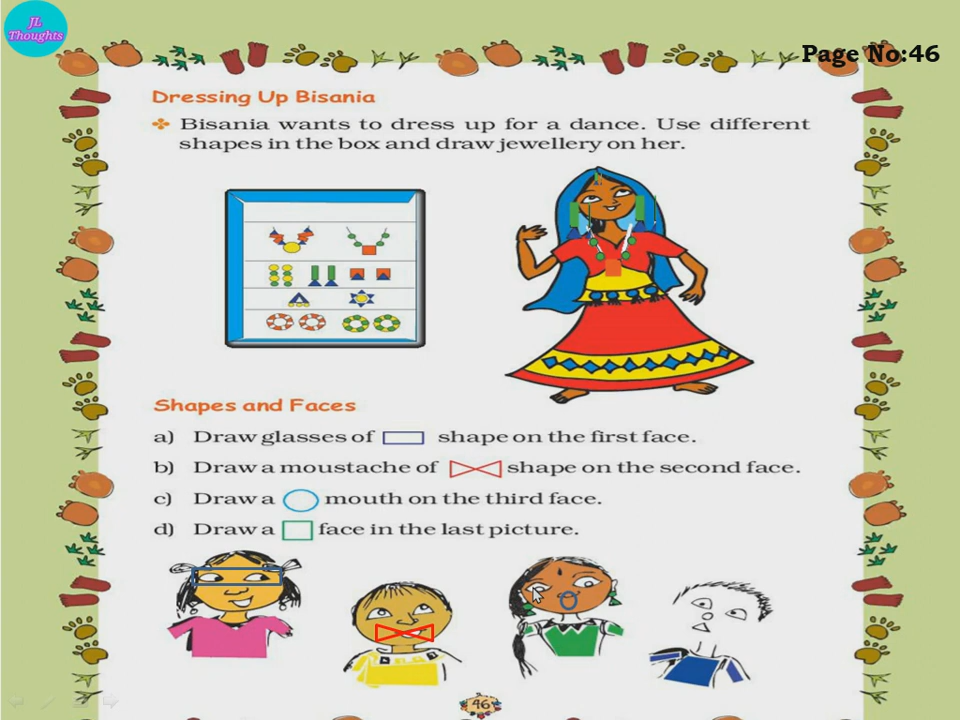 JL
Thoughts
Page No:46
Dressing Up Bisania
Bisania wants to dress up for a dance. Use different
shapes in the box and draw jewellery on her.
Shapes and Faces
a) Draw glasses of shape on the first face.
b) Draw a moustache of shape on the second face.
c) Draw a mouth on the third face.
d) Draw a face in the last picture.
46